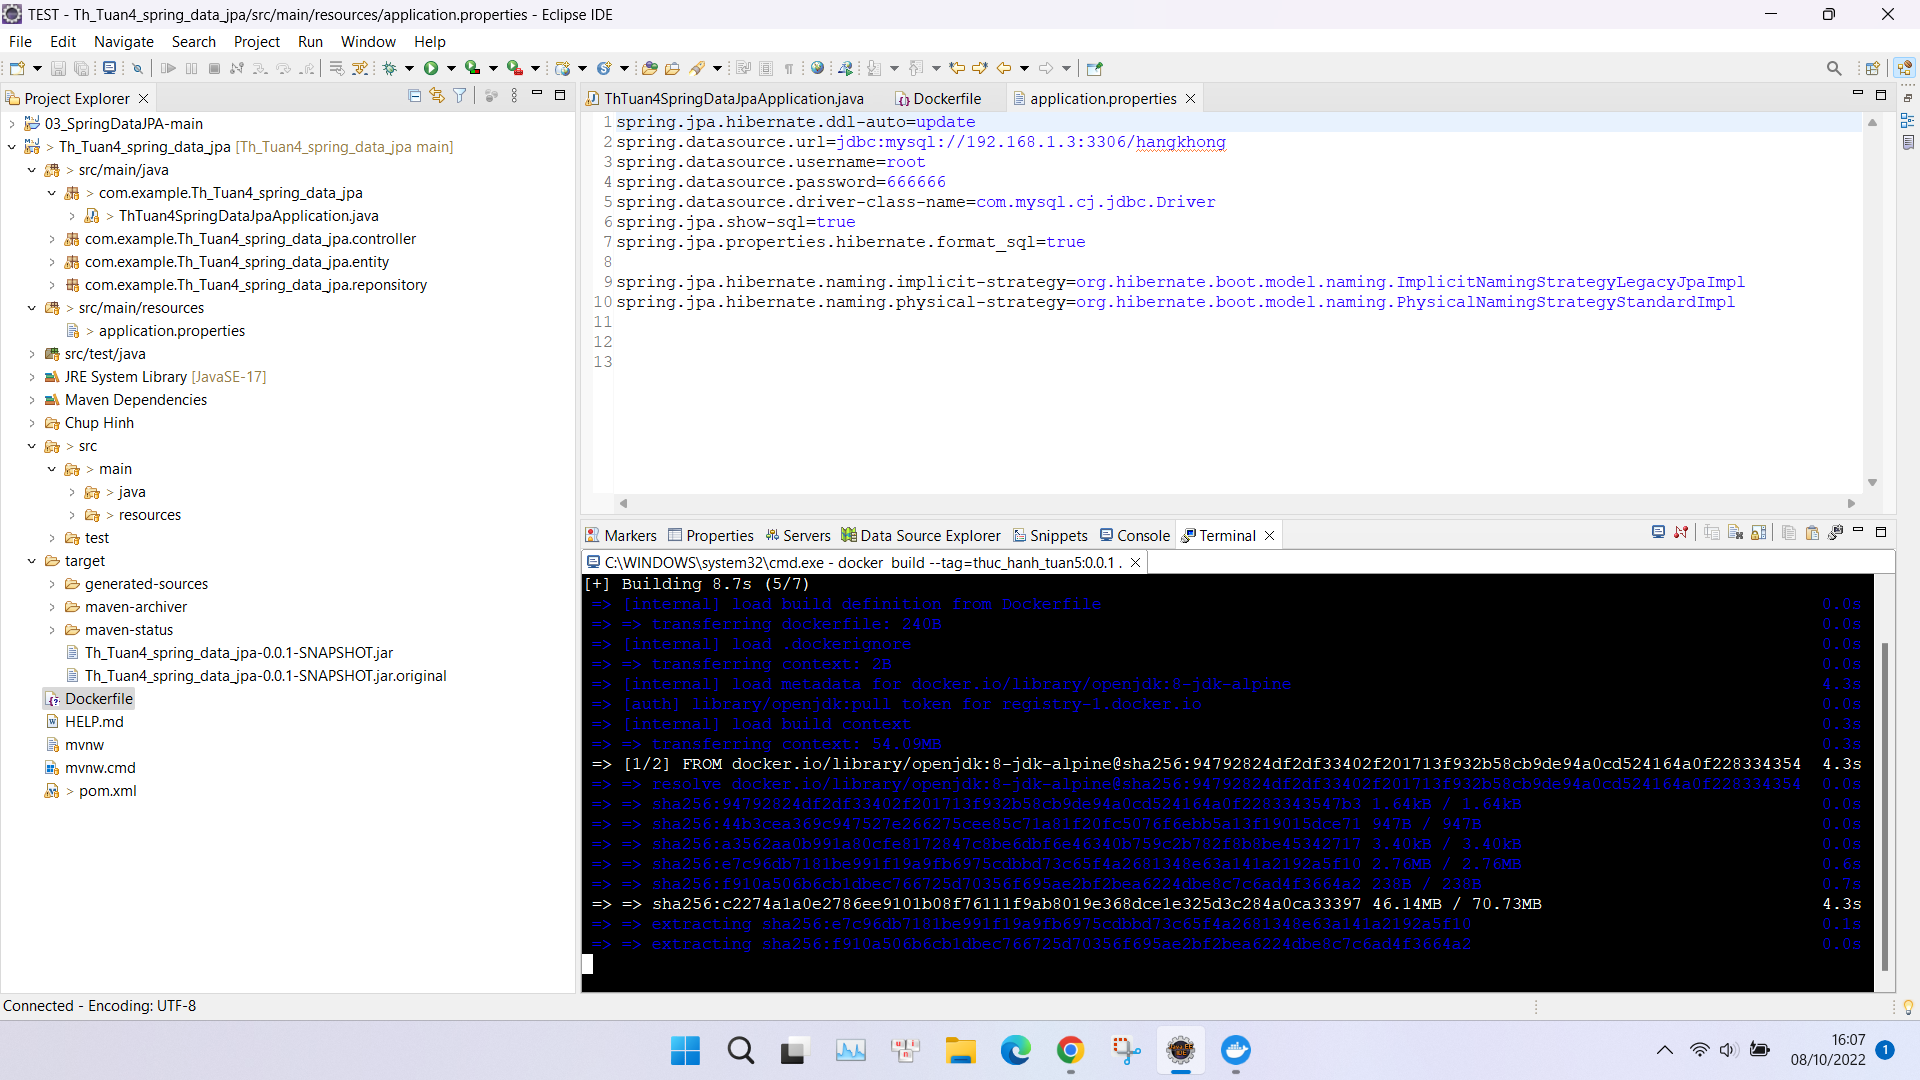 TEST - Th_Tuan4_spring_data_jpa/src/main/resources/application.properties - Eclipse IDE
File Edit Navigate Search Project Run Window Help
Project Explorer
03_SpringDataJPA-main
> Th_Tuan4_spring_data_jpa [Th_Tuan4_spring_data_jpa main]
> src/main/java
> com.example.Th_Tuan4_spring_data_jpa
> ThTuan4SpringDataJpaApplication.java
com.example.Th_Tuan4_spring_data_jpa.controller
com.example.Th_Tuan4_spring_data_jpa.entity
com.example.Th_Tuan4_spring_data_jpa.reponsitory
> src/main/resources
> application.properties
src/test/java
JRE System Library [JavaSE-17]
Maven Dependencies
Chup Hinh
> src
> main
> java
> resources
test
target
generated-sources
maven-archiver
maven-status
Th_Tuan4_spring_data_jpa-0.0.1-SNAPSHOT.jar
Th_Tuan4_spring_data_jpa-0.0.1-SNAPSHOT.jar.original
Dockerfile
HELP.md
mvnw
mvnw.cmd
> pom.xml
ThTuan4SpringDataJpaApplication.java Dockerfile application.properties
1 spring.jpa.hibernate.ddl-auto=update
2 spring.datasource.url=jdbc:mysql://192.168.1.3:3306/hangkhong
3 spring.datasource.username=root
4 spring.datasource.password=666666
5 spring.datasource.driver-class-name=com.mysql.cj.jdbc.Driver
6 spring.jpa.show-sql=true
7 spring.jpa.properties.hibernate.format_sql=true
8
9 spring.jpa.hibernate.naming.implicit-strategy=org.hibernate.boot.model.naming.ImplicitNamingStrategyLegacyJpaImpl
10 spring.jpa.hibernate.naming.physical-strategy=org.hibernate.boot.model.naming.PhysicalNamingStrategyStandardImpl
11
12
13
Markers Properties Servers Data Source Explorer Snippets Console Terminal
C:\WINDOWS\system32\cmd.exe - docker build --tag=thuc_hanh_tuan5:0.0.1 .
[+] Building 8.7s (5/7)
=> [internal] load build definition from Dockerfile 0.0s
=> => transferring dockerfile: 240B 0.0s
=> [internal] load .dockerignore 0.0s
=> => transferring context: 2B 0.0s
=> [internal] load metadata for docker.io/library/openjdk:8-jdk-alpine 4.3s
=> [auth] library/openjdk:pull token for registry-1.docker.io 0.0s
=> [internal] load build context 0.3s
=> => transferring context: 54.09MB 0.3s
=> [1/2] FROM docker.io/library/openjdk:8-jdk-alpine@sha256:94792824df2df33402f201713f932b58cb9de94a0cd524164a0f228334354 4.3s
=> => resolve docker.io/library/openjdk:8-jdk-alpine@sha256:94792824df2df33402f201713f932b58cb9de94a0cd524164a0f228334354 0.0s
=> => sha256:94792824df2df33402f201713f932b58cb9de94a0cd524164a0f2283343547b3 1.64kB / 1.64kB 0.0s
=> => sha256:44b3cea369c947527e266275cee85c71a81f20fc5076f6ebb5a13f19015dce71 947B / 947B 0.0s
=> => sha256:a3562aa0b991a80cfe8172847c8be6dbf6e46340b759c2b782f8b8be45342717 3.40kB / 3.40kB 0.0s
=> => sha256:e7c96db7181be991f19a9fb6975cdbbd73c65f4a2681348e63a141a2192a5f10 2.76MB / 2.76MB 0.6s
=> => sha256:f910a506b6cb1dbec766725d70356f695ae2bf2bea6224dbe8c7c6ad4f3664a2 238B / 238B 0.7s
=> => sha256:c2274a1a0e2786ee9101b08f76111f9ab8019e368dce1e325d3c284a0ca33397 46.14MB / 70.73MB 4.3s
=> => extracting sha256:e7c96db7181be991f19a9fb6975cdbbd73c65f4a2681348e63a141a2192a5f10 0.1s
=> => extracting sha256:f910a506b6cb1dbec766725d70356f695ae2bf2bea6224dbe8c7c6ad4f3664a2 0.0s
Connected - Encoding: UTF-8
16:07
08/10/2022
1